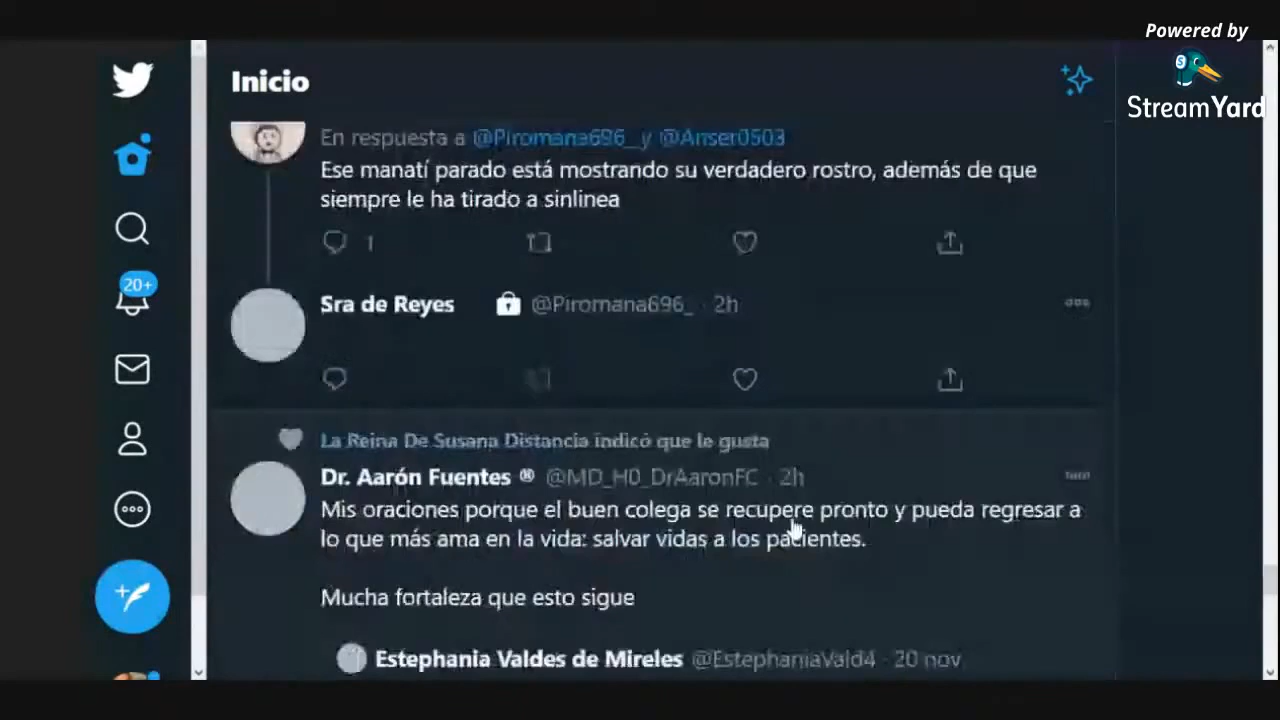 Powered by
StreamYard
Inicio
En respuesta a @Piromana696_ y @Anser0503
Ese manatí parado está mostrando su verdadero rostro, además de que
siempre le ha tirado a sinlinea
1
20+
Sra de Reyes @Piromana696_ · 2h
La Reina De Susana Distancia indicó que le gusta
Dr. Aarón Fuentes ® @MD_H0_DrAaronFC · 2h
Mis oraciones porque el buen colega se recupere pronto y pueda regresar a
lo que más ama en la vida: salvar vidas a los pacientes.
Mucha fortaleza que esto sigue
Estephania Valdes de Mireles @EstephaniaVald4 · 20 nov